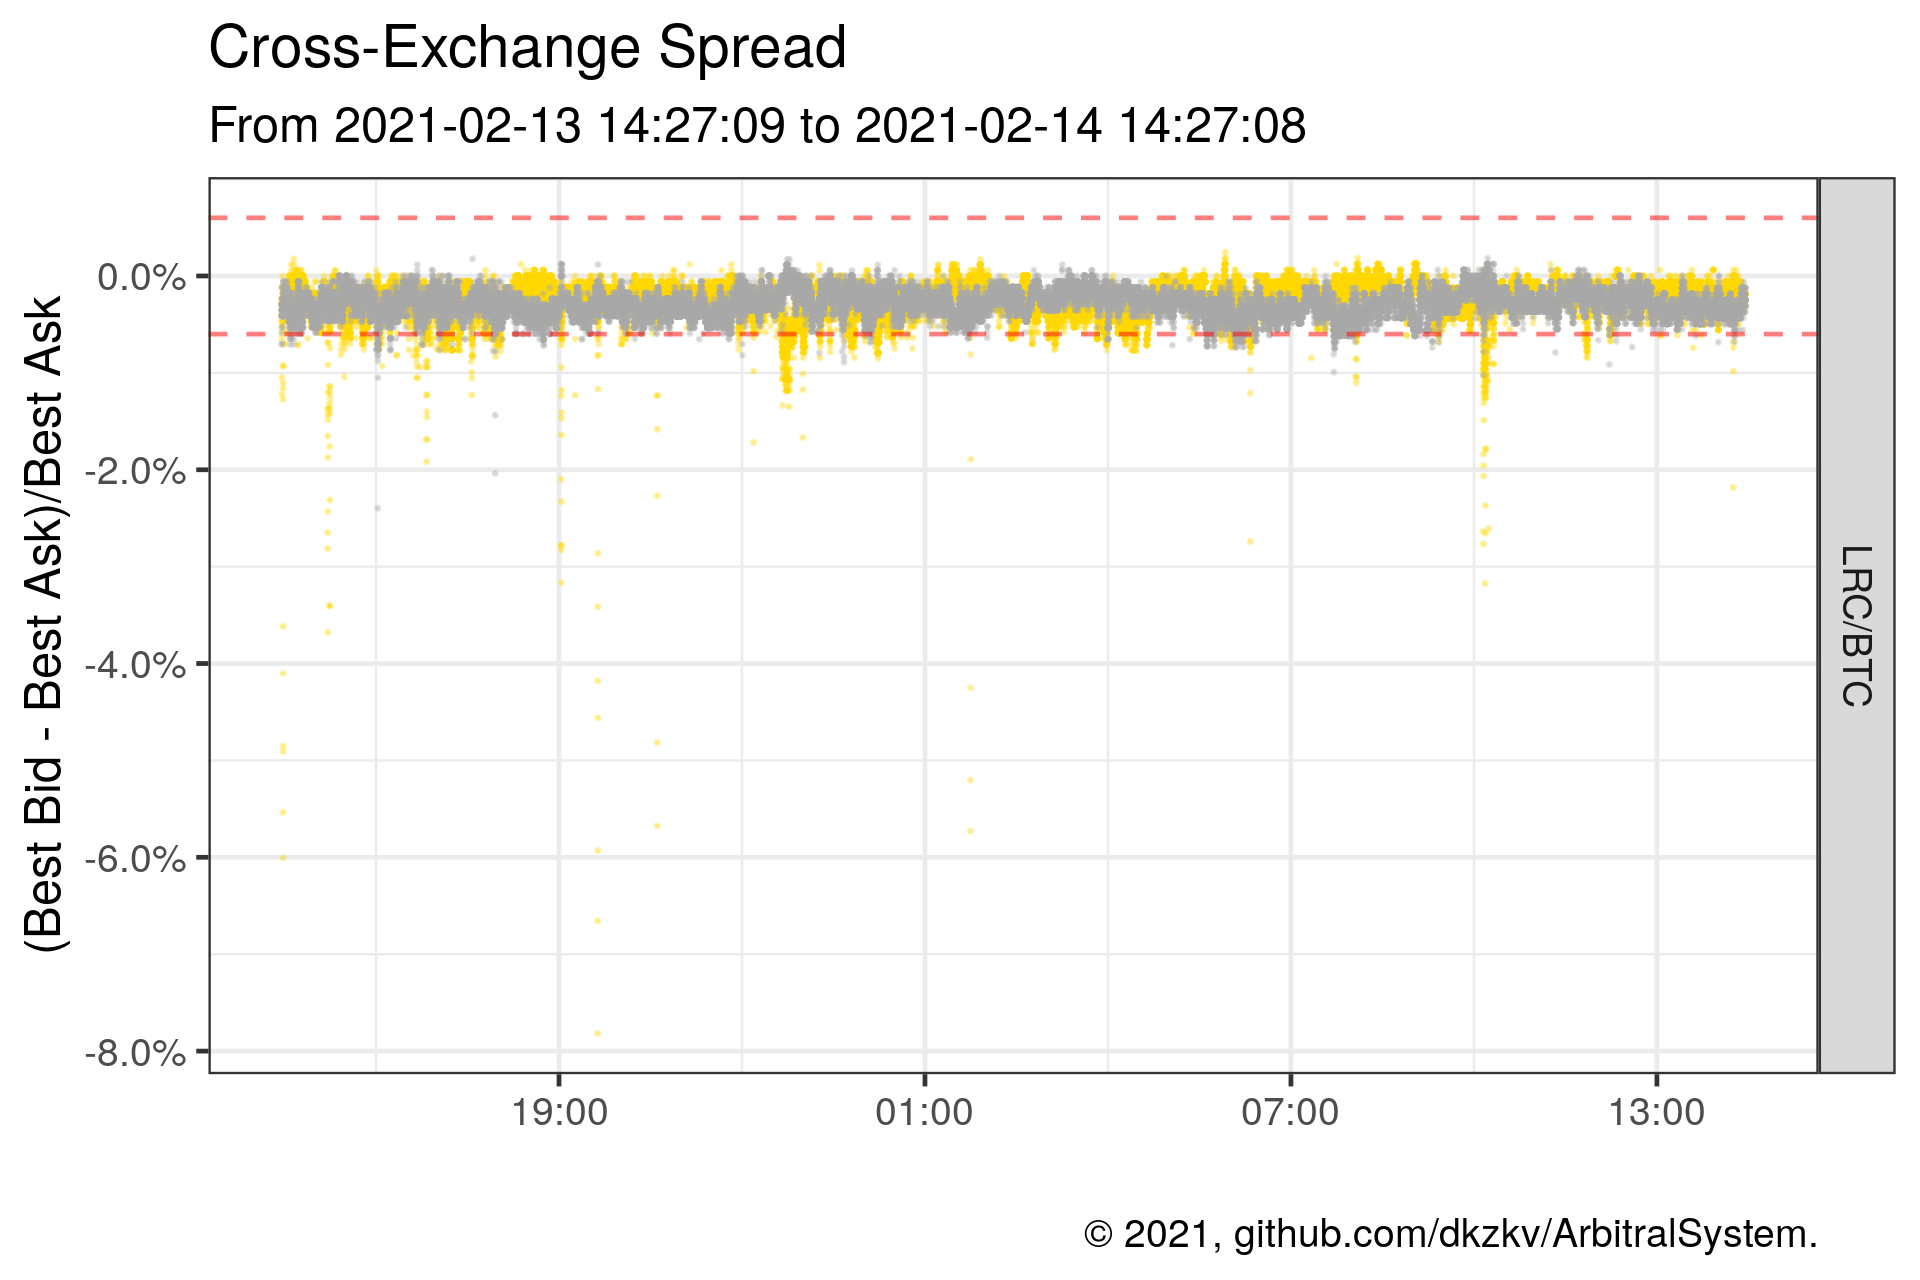 Cross-Exchange Spread
From 2021-02-13 14:27:09 to 2021-02-14 14:27:08
(Best Bid - Best Ask)/Best Ask
0.0%
-2.0%
-4.0%
-6.0%
-8.0%
LRC/BTC
19:00
01:00
07:00
13:00
© 2021, github.com/dkzkv/ArbitralSystem.